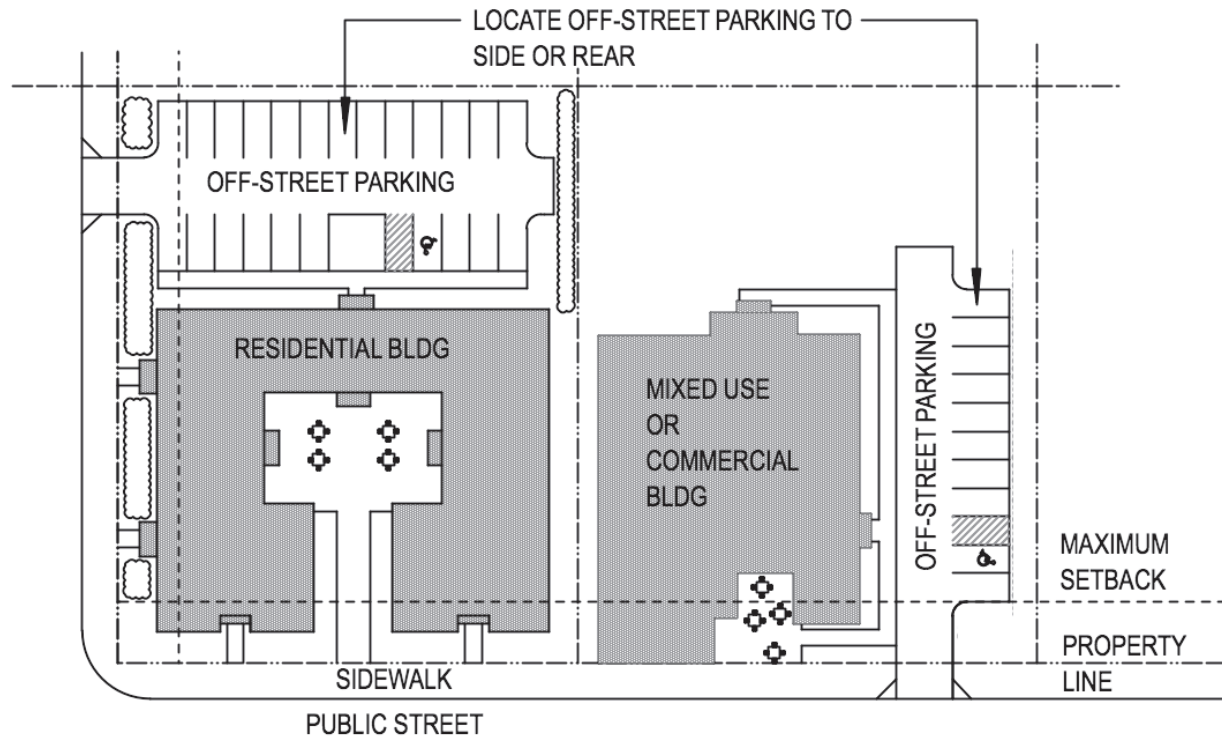 LOCATE OFF-STREET PARKING TO
SIDE OR REAR
OFF-STREET PARKING
RESIDENTIAL BLDG
MIXED USE
OR
COMMERCIAL
BLDG
OFF-STREET PARKING
MAXIMUM
SETBACK
PROPERTY
LINE
SIDEWALK
PUBLIC STREET